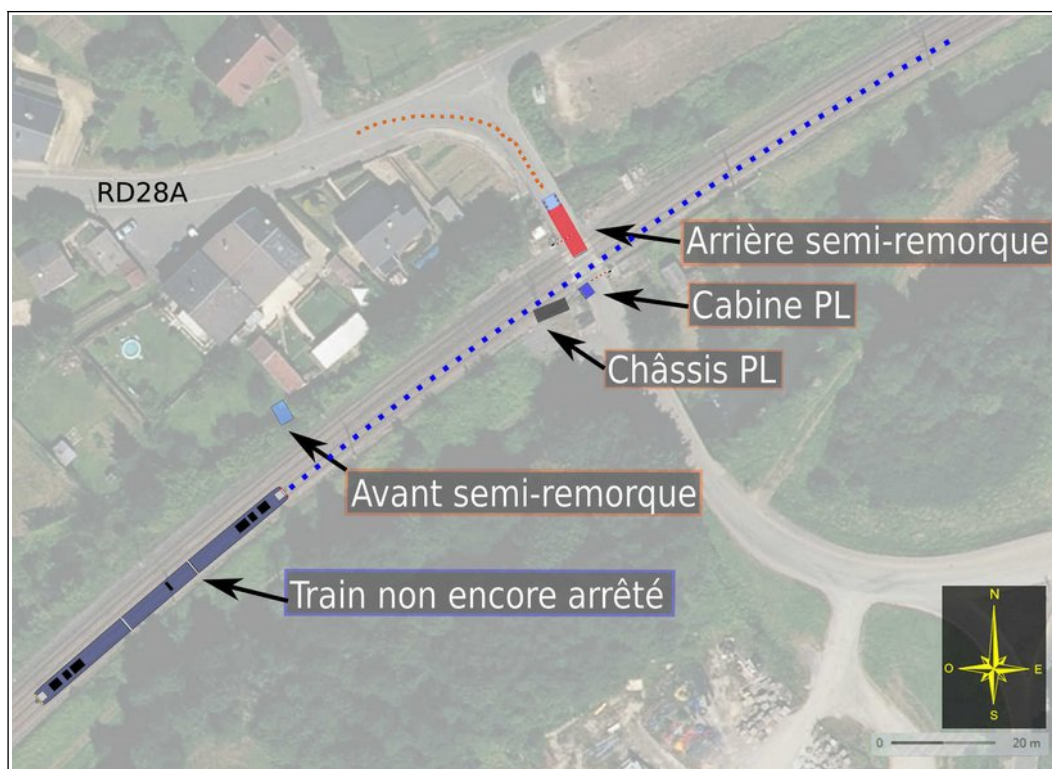 RD28A
Arrière semi-remorque
Cabine PL
Châssis PL
Avant semi-remorque
Train non encore arrêté
N
O
E
S
0
20 m